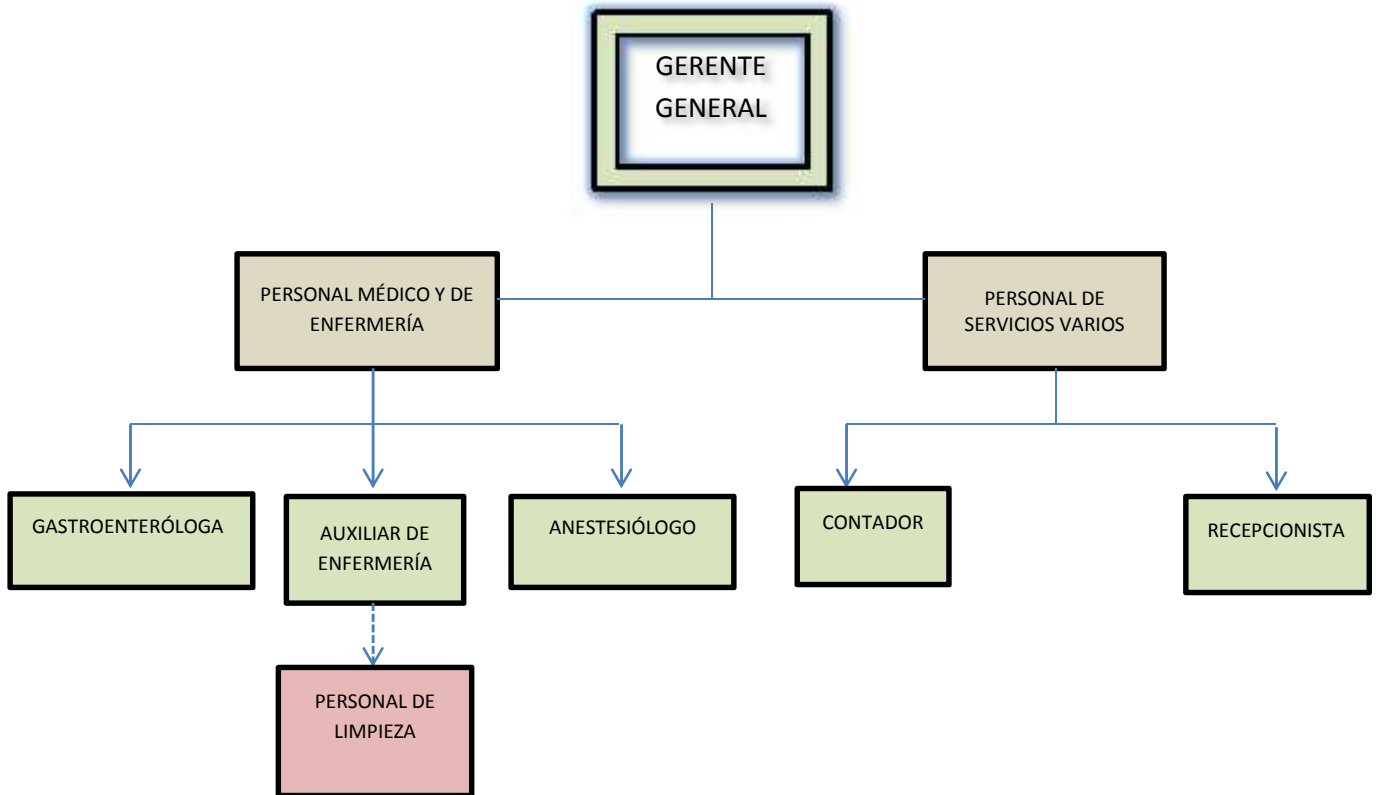 GERENTE
GENERAL
PERSONAL MÉDICO Y DE
ENFERMERÍA
PERSONAL DE
SERVICIOS VARIOS
GASTROENTERÓLOGA
AUXILIAR DE
ENFERMERÍA
ANESTESIÓLOGO
CONTADOR
RECEPCIONISTA
PERSONAL DE
LIMPIEZA